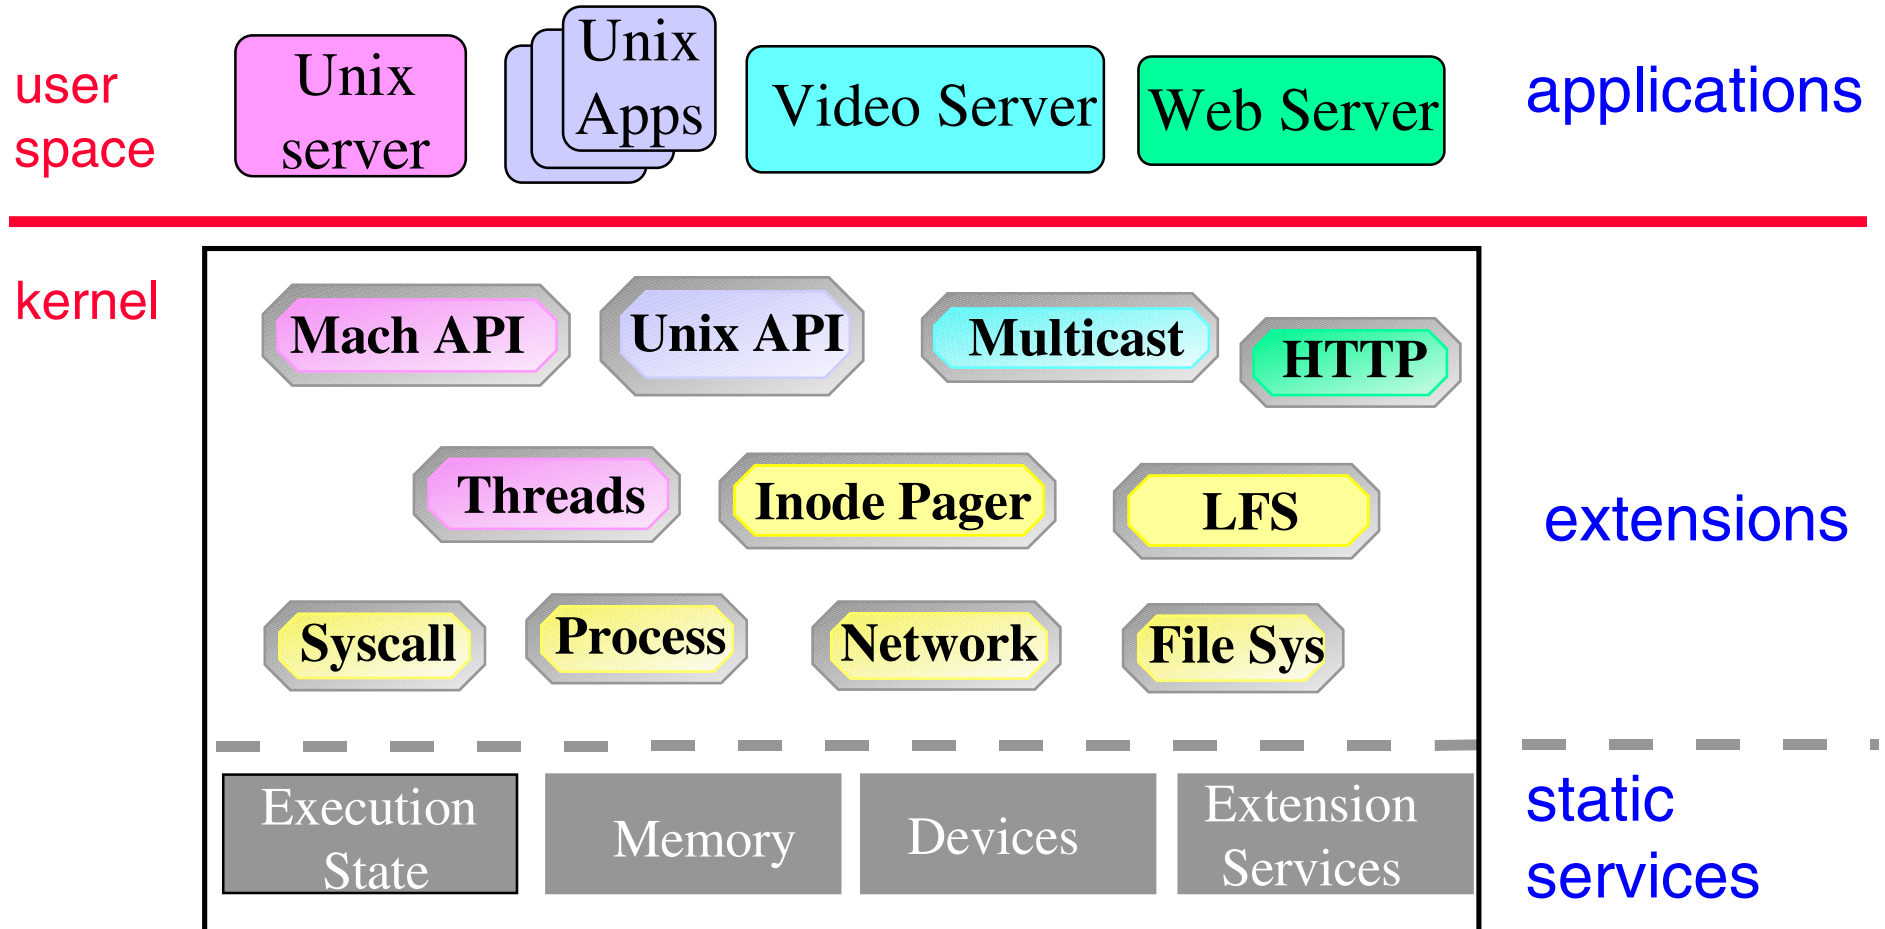 user
space
Unix
server
Unix
Apps
Video Server
Web Server
applications
kernel
Mach API
Unix API
Multicast
HTTP
Threads
Inode Pager
LFS
extensions
Syscall
Process
Network
File Sys
Execution
State
Memory
Devices
Extension
Services
static
services